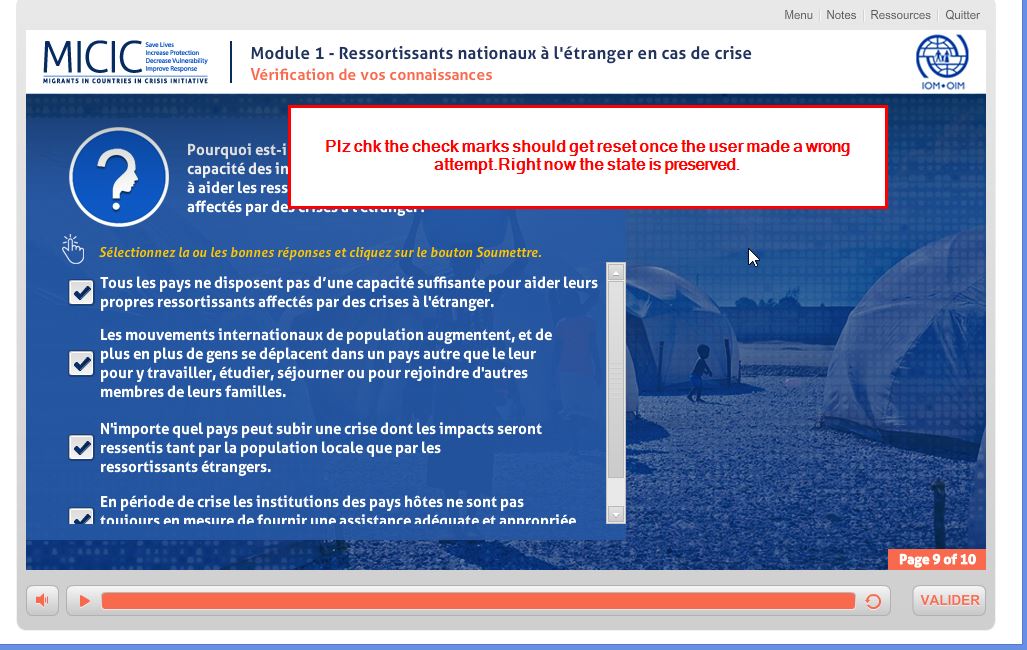 Menu Notes Ressources Quitter
MICIC
Save Lives
Increase Protection
Decrease Vulnerability
Improve Response
MIGRANTS IN COUNTRIES IN CRISIS INITIATIVE
Module 1 - Ressortissants nationaux à l'étranger en cas de crise
Vérification de vos connaissances
IOM•OIM
Plz chk the check marks should get reset once the user made a wrong
attempt.Right now the state is preserved.
Pourquoi est-i
capacité des in
à aider les ress
affectés par des crises à l'étranger?
Sélectionnez la ou les bonnes réponses et cliquez sur le bouton Soumettre.
Tous les pays ne disposent pas d’une capacité suffisante pour aider leurs
propres ressortissants affectés par des crises à l'étranger.
Les mouvements internationaux de population augmentent, et de
plus en plus de gens se déplacent dans un pays autre que le leur
pour y travailler, étudier, séjourner ou pour rejoindre d'autres
membres de leurs familles.
N'importe quel pays peut subir une crise dont les impacts seront
ressentis tant par la population locale que par les
ressortissants étrangers.
En période de crise les institutions des pays hôtes ne sont pas
toujours en mesure de fournir une assistance adéquate et appropriée
Page 9 of 10
VALIDER